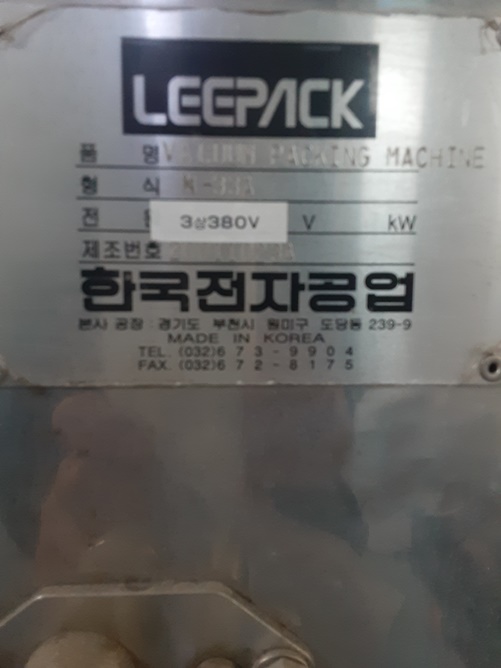 LEEPACK
품 명 VACUUM PACKING MACHINE
형 식
전 3상380V V kW
제조번호
한국전자공업
본사 공장 : 경기도 부천시 원미구 도당동 239-9
MADE IN KOREA
TEL. (032)673-9904
FAX. (032)672-8175